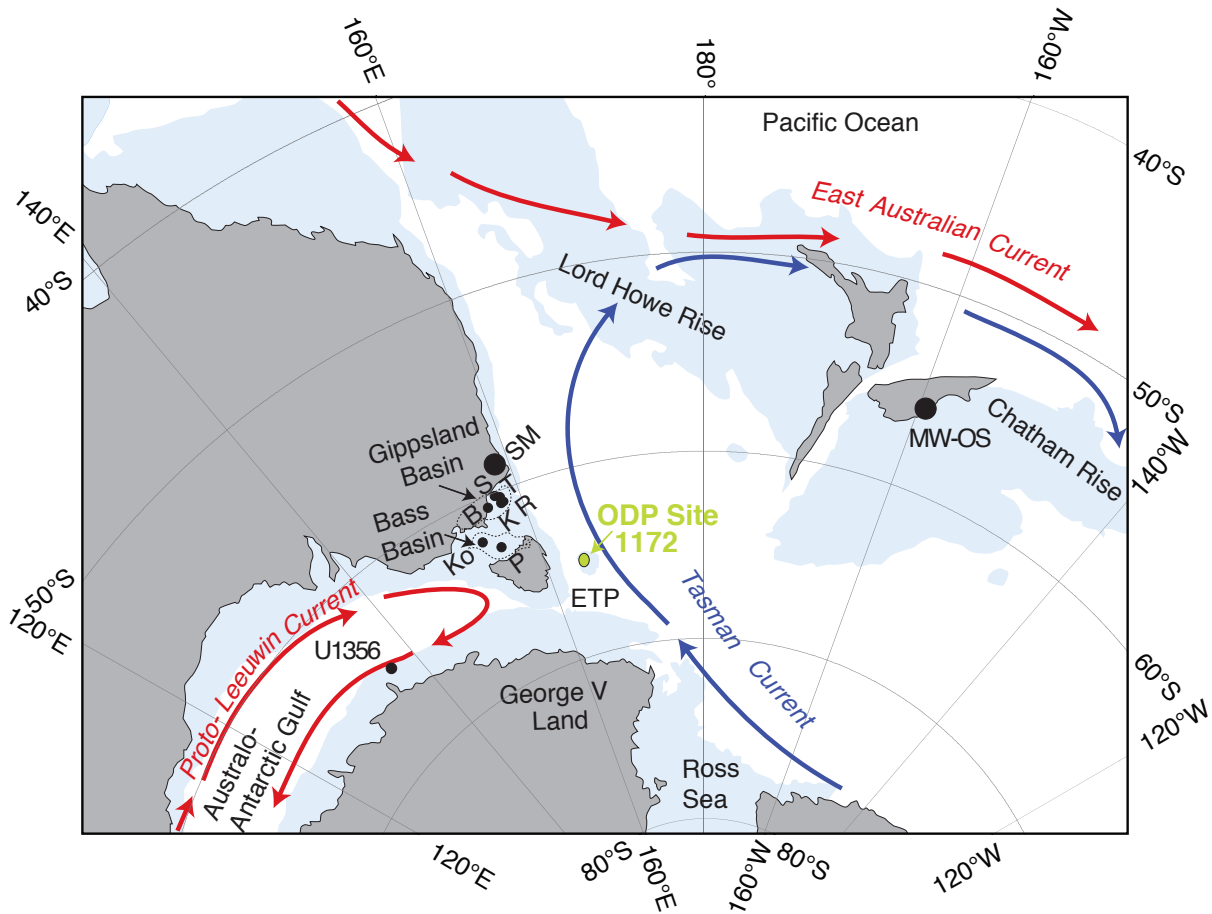 160°E
180°
160°W
Pacific Ocean
40°S
140°E
40°S
East Australian Current
Lord Howe Rise
50°S
140°W
Gippsland
Basin
SM
MW-OS
Chatham Rise
S
T
B
K
R
Bass
Basin
Ko
P
ODP Site
1172
ETP
50°S
120°E
Proto-Leeuwin Current
U1356
Tasman Current
60°S
120°W
George V
Land
Australo-
Antarctic Gulf
Ross
Sea
120°E
80°S
160°E
160°W
80°S
120°W